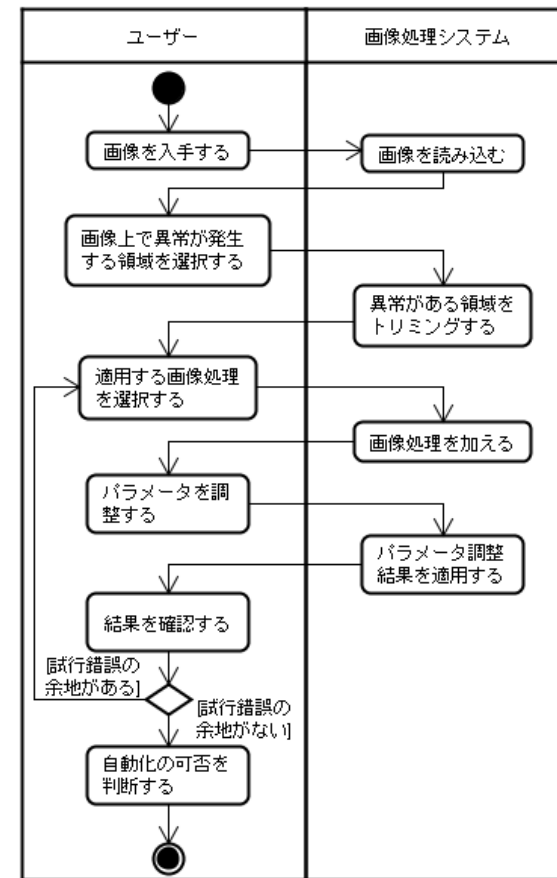 ユーザー
画像処理システム
画像を入手する
画像を読み込む
画像上で異常が発生
する領域を選択する
異常がある領域を
トリミングする
適用する画像処理
を選択する
画像処理を加える
パラメータを調
整する
パラメータ調整
結果を適用する
結果を確認する
[試行錯誤の
余地がある]
[試行錯誤の
余地がない]
自動化の可否を
判断する